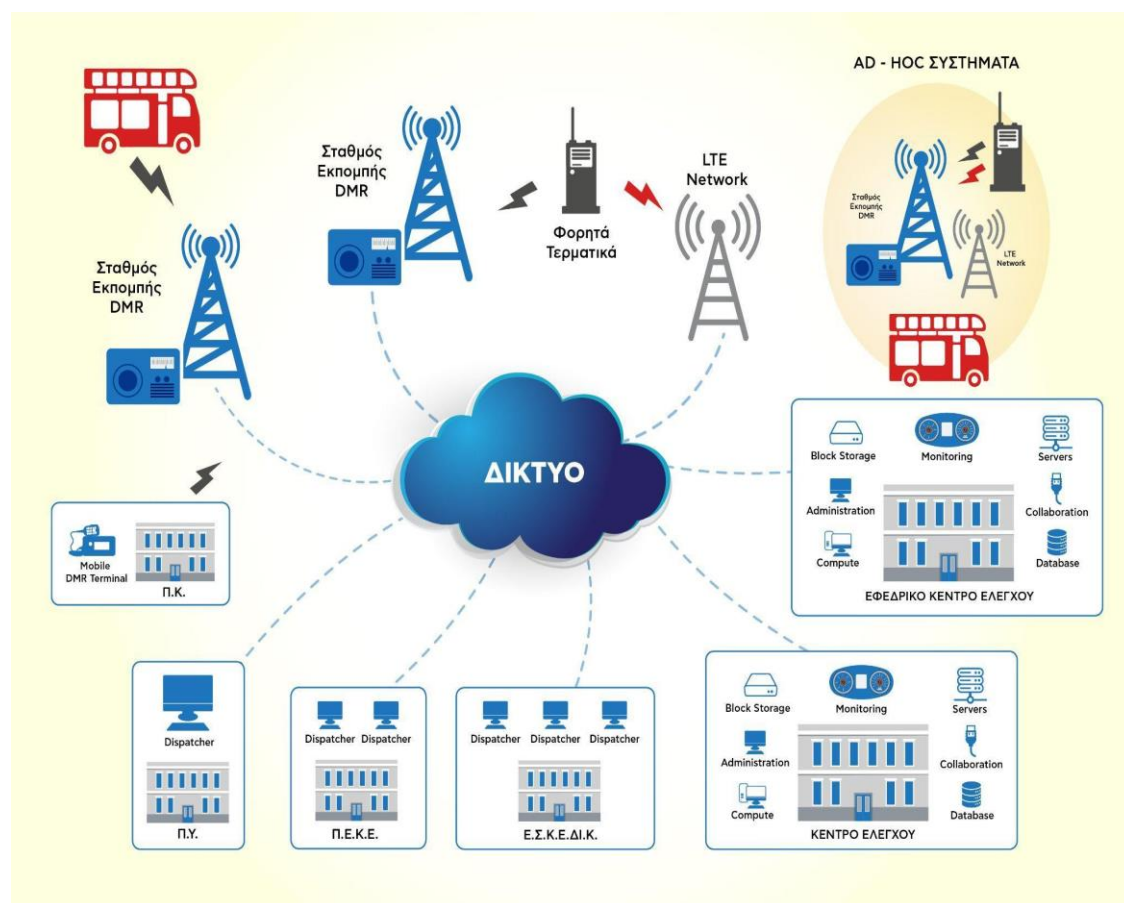 AD - HOC ΣΥΣΤΗΜΑΤΑ
Σταθμός
Εκπομπής
DMR
LTE
Network
Φορητά
Τερματικά
Σταθμός
Εκπομπής
DMR
Σταθμός
Εκπομπής
DMR
LTE
Network
ΔΙΚΤΥΟ
Block Storage
Monitoring
Servers
Administration
Collaboration
Compute
Database
ΕΦΕΔΡΙΚΟ ΚΕΝΤΡΟ ΕΛΕΓΧΟΥ
Mobile
DMR Terminal
Π.Κ.
Dispatcher
Π.Υ.
Dispatcher Dispatcher
Π.Ε.Κ.Ε.
Dispatcher Dispatcher Dispatcher
Ε.Σ.Κ.Ε.ΔΙ.Κ.
Block Storage
Monitoring
Servers
Administration
Collaboration
Compute
Database
ΚΕΝΤΡΟ ΕΛΕΓΧΟΥ